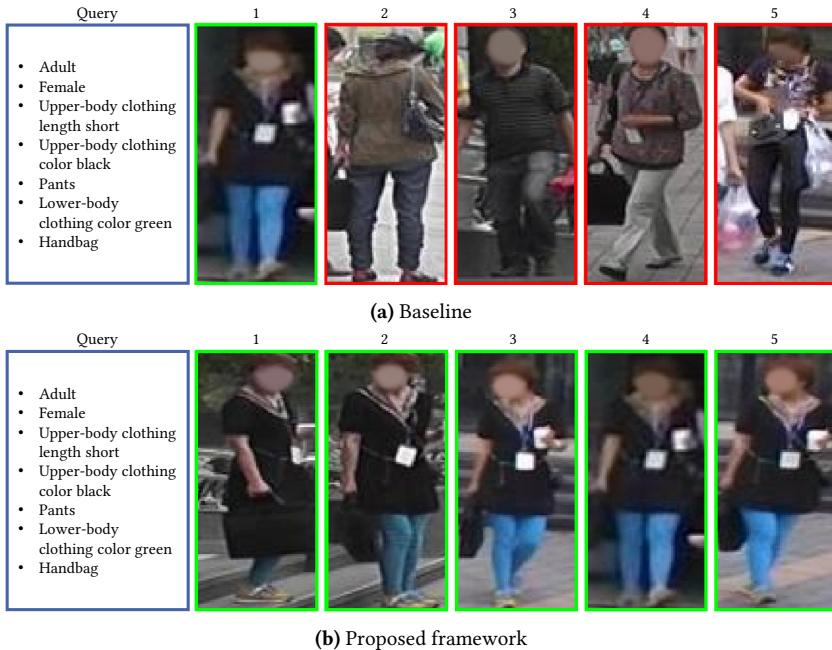 Query 1 2 3 4 5
• Adult
• Female
• Upper-body clothing
length short
• Upper-body clothing
color black
• Pants
• Lower-body
clothing color green
• Handbag
(a) Baseline
Query 1 2 3 4 5
• Adult
• Female
• Upper-body clothing
length short
• Upper-body clothing
color black
• Pants
• Lower-body
clothing color green
• Handbag
(b) Proposed framework